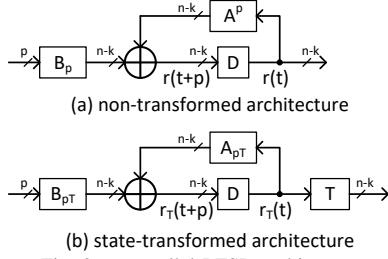 n-k
A^p
p
B_p
n-k
n-k
D
n-k
r(t+p)
r(t)
(a) non-transformed architecture
n-k
A_pT
p
B_pT
n-k
n-k
D
T
n-k
r_T(t+p)
r_T(t)
(b) state-transformed architecture